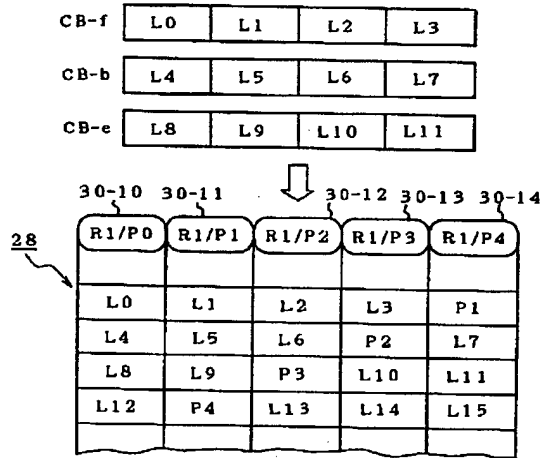 CB-f L0 L1 L2 L3
CB-b L4 L5 L6 L7
CB-e L8 L9 L10 L11
30-10 30-11 30-12 30-13 30-14
R1/P0 R1/P1 R1/P2 R1/P3 R1/P4
28
L0 L1 L2 L3 P1
L4 L5 L6 P2 L7
L8 L9 P3 L10 L11
L12 P4 L13 L14 L15